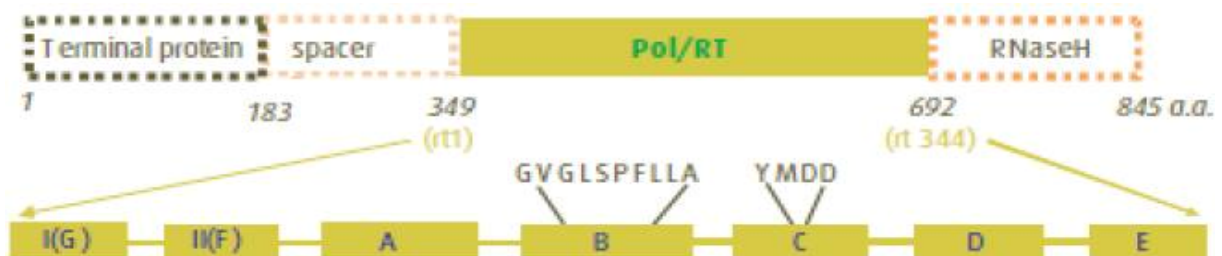 Terminal protein spacer Pol/RT RNaseH
1 183 349 692 845 a.a.
(rt1) (rt 344)
GVGLSPFLLA YMDD
I(G) II(F) A B C D E